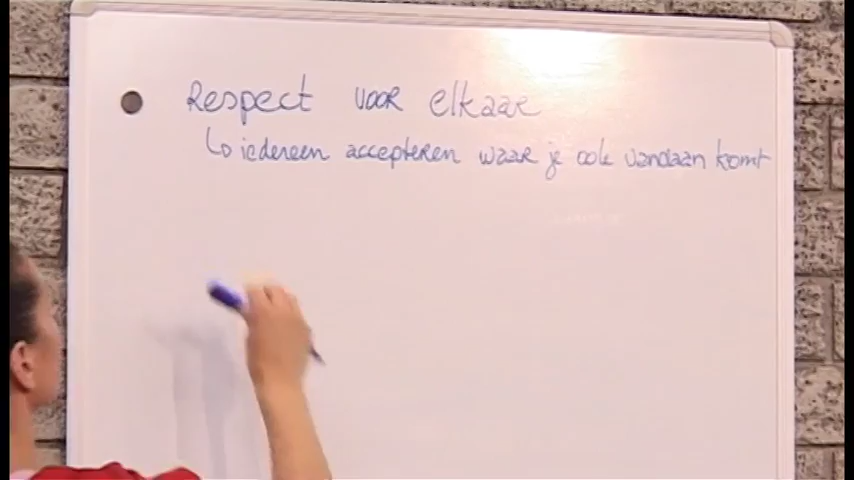 Respect voor elkaar
↳ iedereen accepteren waar je ook vandaan komt